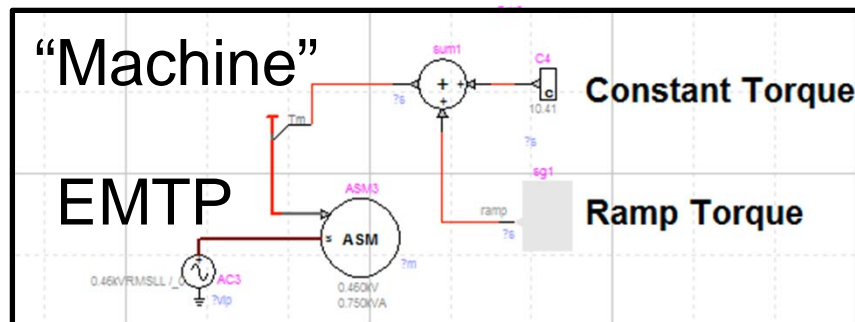 “Machine”
sum1
C4
+
+
+
c
10.41
Constant Torque
?s
?s
Tm
EMTP
ASM3
sg1
ramp
?s
Ramp Torque
s
ASM
?m
0.460kV
0.750kVA
0.46kVRMSLL /_0
AC3
?vip